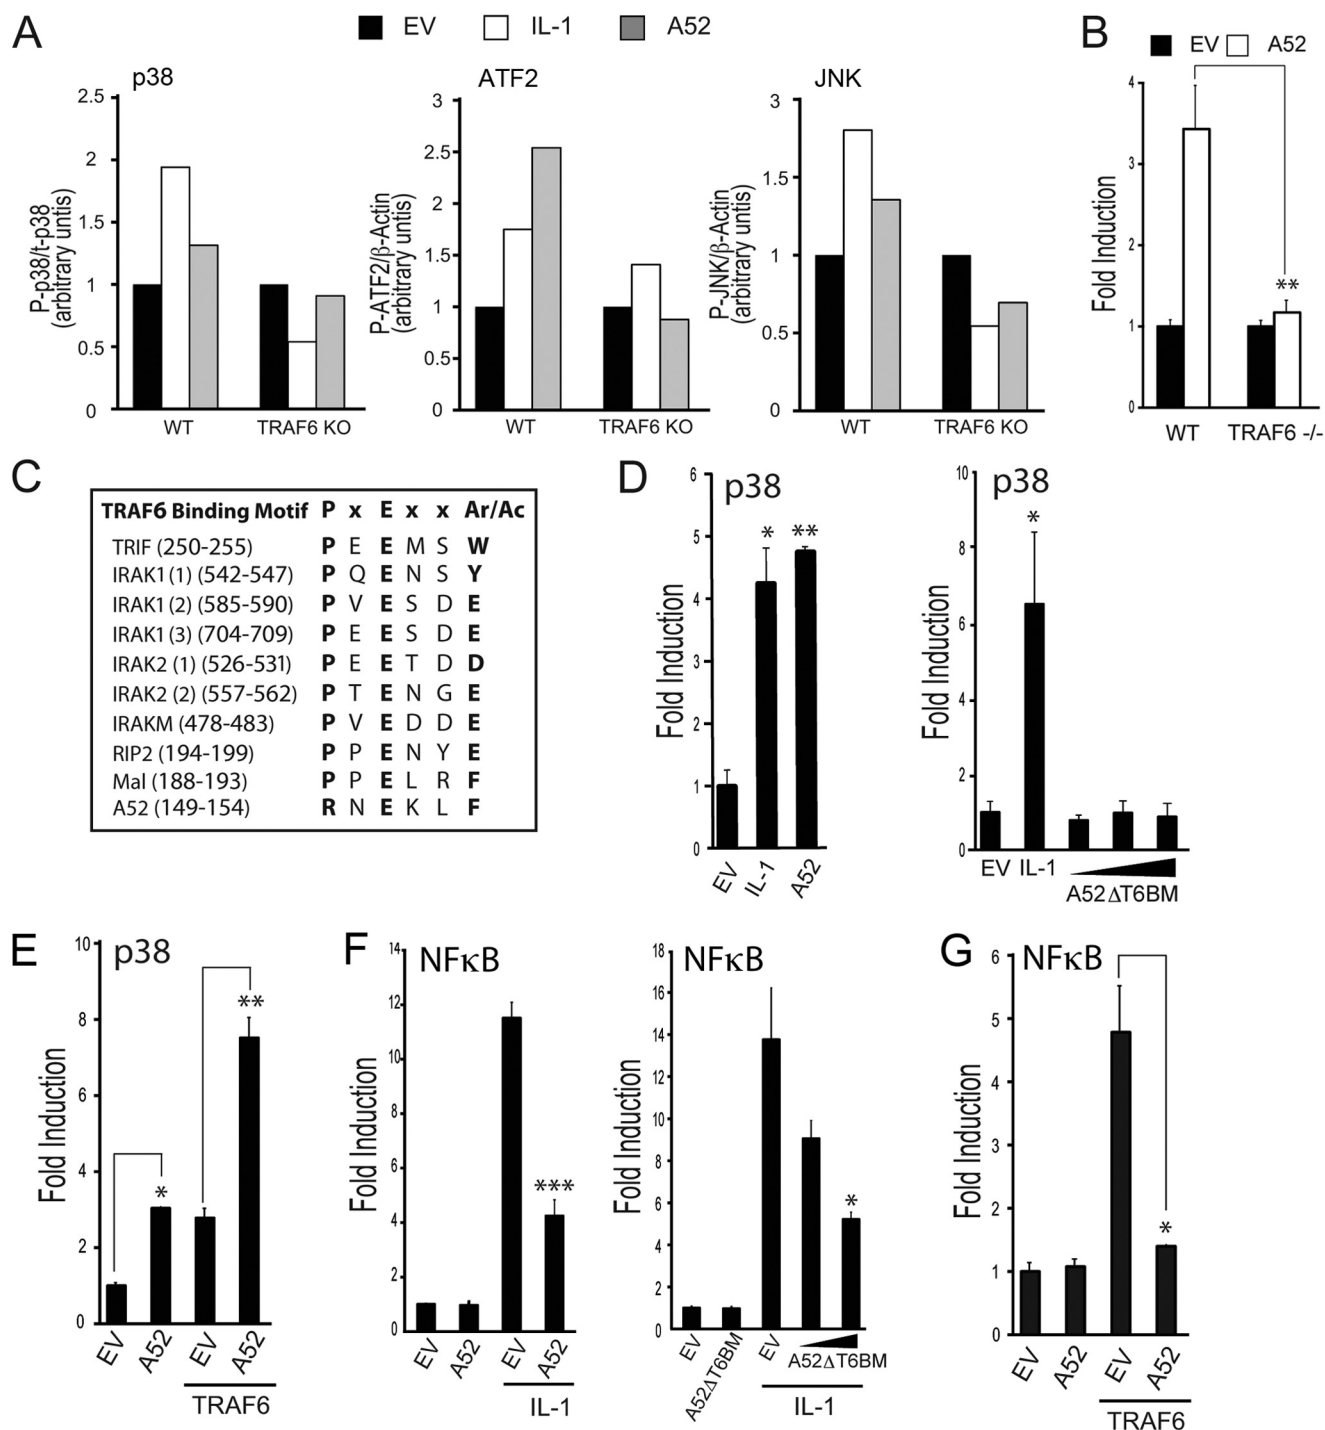 A
EV IL-1 A52
p38
P-p38/t-p38
(arbitrary untis)
2.5
2
1.5
1
0.5
0
WT TRAF6 KO
ATF2
P-ATF2/β-Actin
(arbitrary untis)
3
2.5
2
1.5
1
0.5
0
WT TRAF6 KO
JNK
P-JNK/β-Actin
(arbitrary untis)
3
1.5
1
0.5
0
WT TRAF6 KO
B
EV A52
Fold Induction
4
3
2
1
0
**
WT TRAF6 -/-
C
TRAF6 Binding Motif P x E x x Ar/Ac
TRIF (250-255) P E E M S W
IRAK1 (1) (542-547) P Q E N S Y
IRAK1 (2) (585-590) P V E S D E
IRAK1 (3) (704-709) P E E S D E
IRAK2 (1) (526-531) P E E T D D
IRAK2 (2) (557-562) P T E N G E
IRAKM (478-483) P V E D D E
RIP2 (194-199) P P E N Y E
Mal (188-193) P P E L R F
A52 (149-154) R N E K L F
D
p38
Fold Induction
6
5
4
3
2
1
0
* **
EV IL-1 A52
p38
Fold Induction
10
8
6
4
2
0
*
EV IL-1
A52ΔT6BM
E
p38
Fold Induction
10
8
6
4
2
0
* **
EV A52 EV A52
TRAF6
F
NFκB
Fold Induction
14
12
10
8
6
4
2
0
***
EV A52 EV A52
IL-1
NFκB
Fold Induction
18
16
14
12
10
8
6
4
2
0
*
EV A52ΔT6BM EV A52ΔT6BM
IL-1
G
NFκB
Fold Induction
6
5
4
3
2
1
0
*
EV A52 EV A52
TRAF6